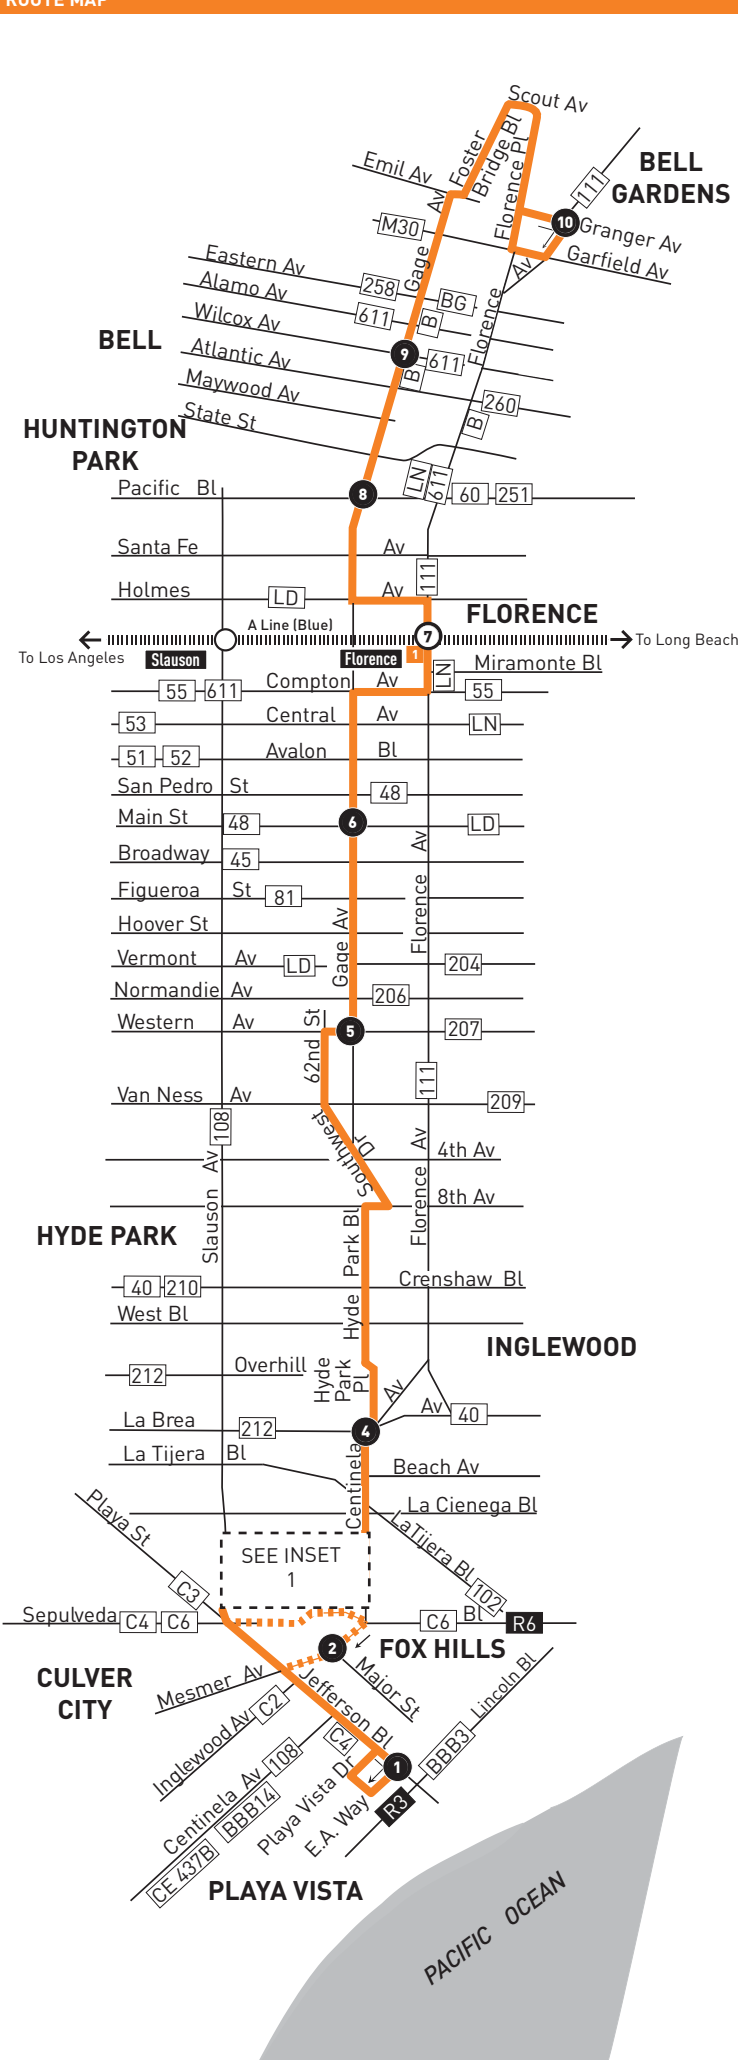 ROUTE MAP
Scout Av
Foster
Bridge Bl
Emil Av
Florence Pl
111
BELL
GARDENS
Av
M30
10
Granger Av
Garfield Av
Av
Eastern Av
Gage
258
BG
Alamo Av
611
B
Florence
Wilcox Av
BELL
9
611
Atlantic Av
B
Maywood Av
260
State St
B
HUNTINGTON
PARK
LN
611
Pacific Bl
8
60
251
Santa Fe
Av
111
Holmes
LD
Av
FLORENCE
A Line (Blue)
7
To Los Angeles
Slauson
Florence
1
To Long Beach
LN
Miramonte Bl
55
611
Compton
Av
55
53
Central
Av
LN
51
52
Avalon
Bl
San Pedro St
48
Main St
48
6
LD
Av
Broadway
45
Figueroa St
81
Florence
Hoover St
Gage Av
Vermont Av
LD
204
Normandie Av
206
Western Av
62nd St
5
207
111
Van Ness Av
209
108
Southwest
Dr
Av
4th Av
Slauson Av
8th Av
Florence
HYDE PARK
Hyde Park Bl
40
210
Crenshaw Bl
West Bl
INGLEWOOD
212
Overhill
Hyde
Park
Pl
Av
La Brea
212
4
Av
40
La Tijera Bl
Centinela
Beach Av
Playa St
La Cienega Bl
LaTijera Bl
SEE INSET
1
C3
102
Sepulveda
C4
C6
C6
Bl
R6
2
FOX HILLS
CULVER
CITY
Mesmer Av
Jefferson Bl
Major St
Lincoln Bl
Inglewood Av
C2
C4
BBB3
Centinela Av
108
1
Playa Vista Dr
BBB14
E.A. Way
R3
CE 437B
PLAYA VISTA
PACIFIC OCEAN